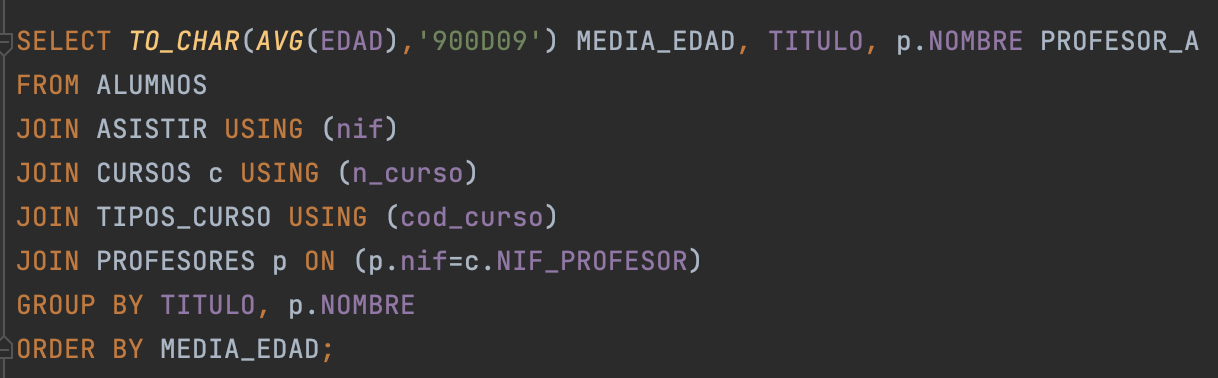 SELECT TO_CHAR(AVG(EDAD),'900D09') MEDIA_EDAD, TITULO, p.NOMBRE PROFESOR_A
FROM ALUMNOS
JOIN ASISTIR USING (nif)
JOIN CURSOS c USING (n_curso)
JOIN TIPOS_CURSO USING (cod_curso)
JOIN PROFESORES p ON (p.nif=c.NIF_PROFESOR)
GROUP BY TITULO, p.NOMBRE
ORDER BY MEDIA_EDAD;